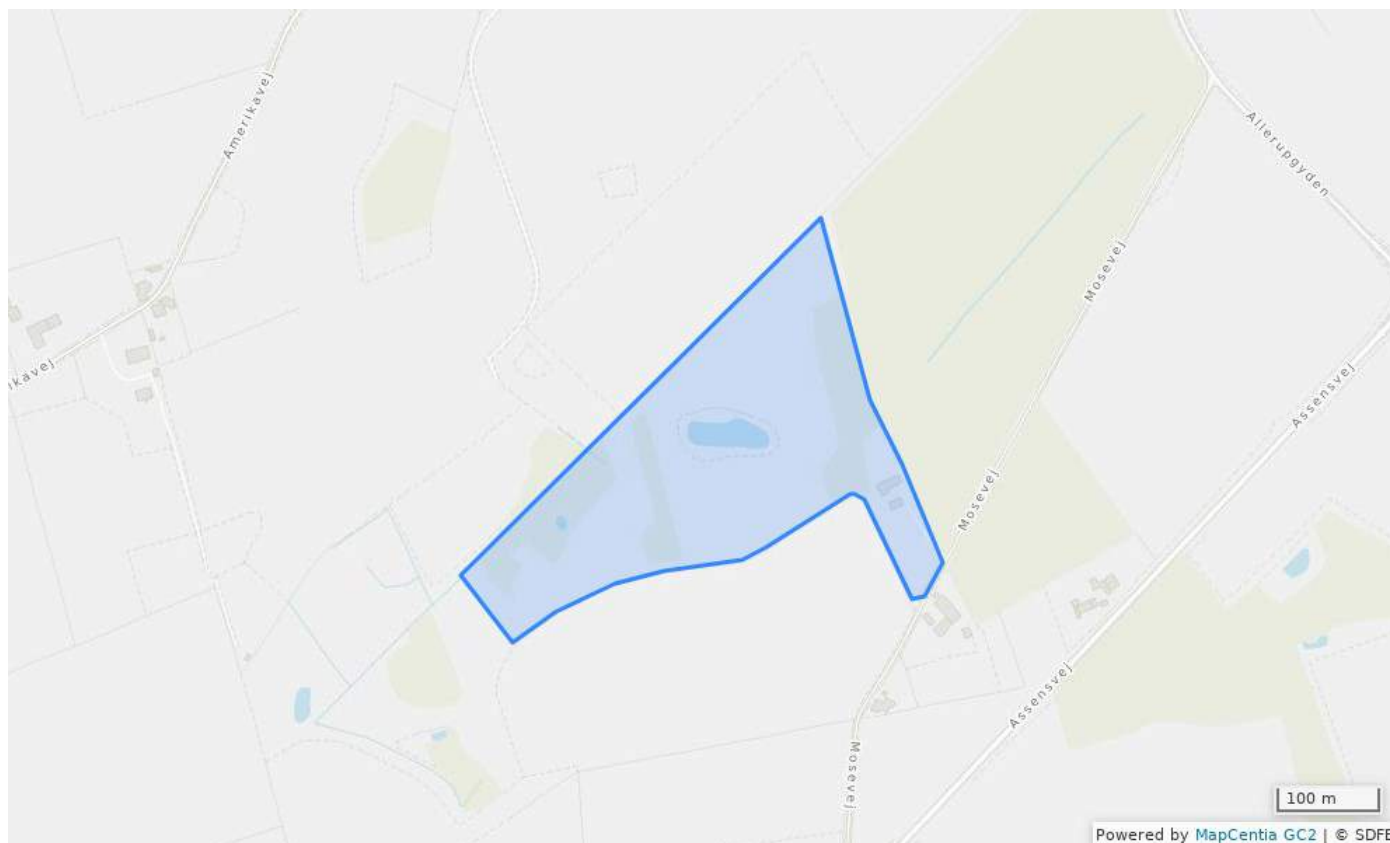 Amerikavej
Allerupgyden
Mosevej
ikavej
Assensvej
Mosevej
Assensvej
Mosevej
100 m
Powered by MapCentia GC2 | © SDFE